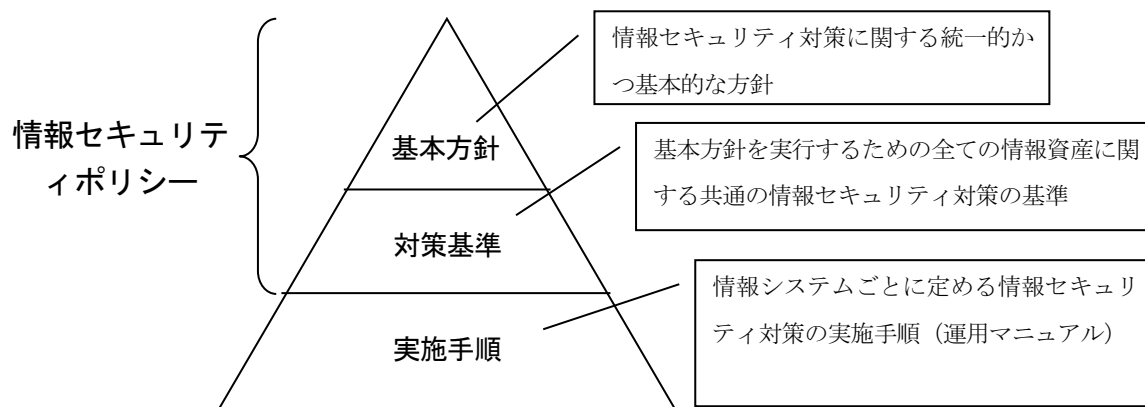 情報セキュリティ対策に関する統一的か
つ基本的な方針
情報セキュリテ
ィポリシー
基本方針
基本方針を実行するための全ての情報資産に関
する共通の情報セキュリティ対策の基準
対策基準
情報システムごとに定める情報セキュリ
ティ対策の実施手順（運用マニュアル）
実施手順